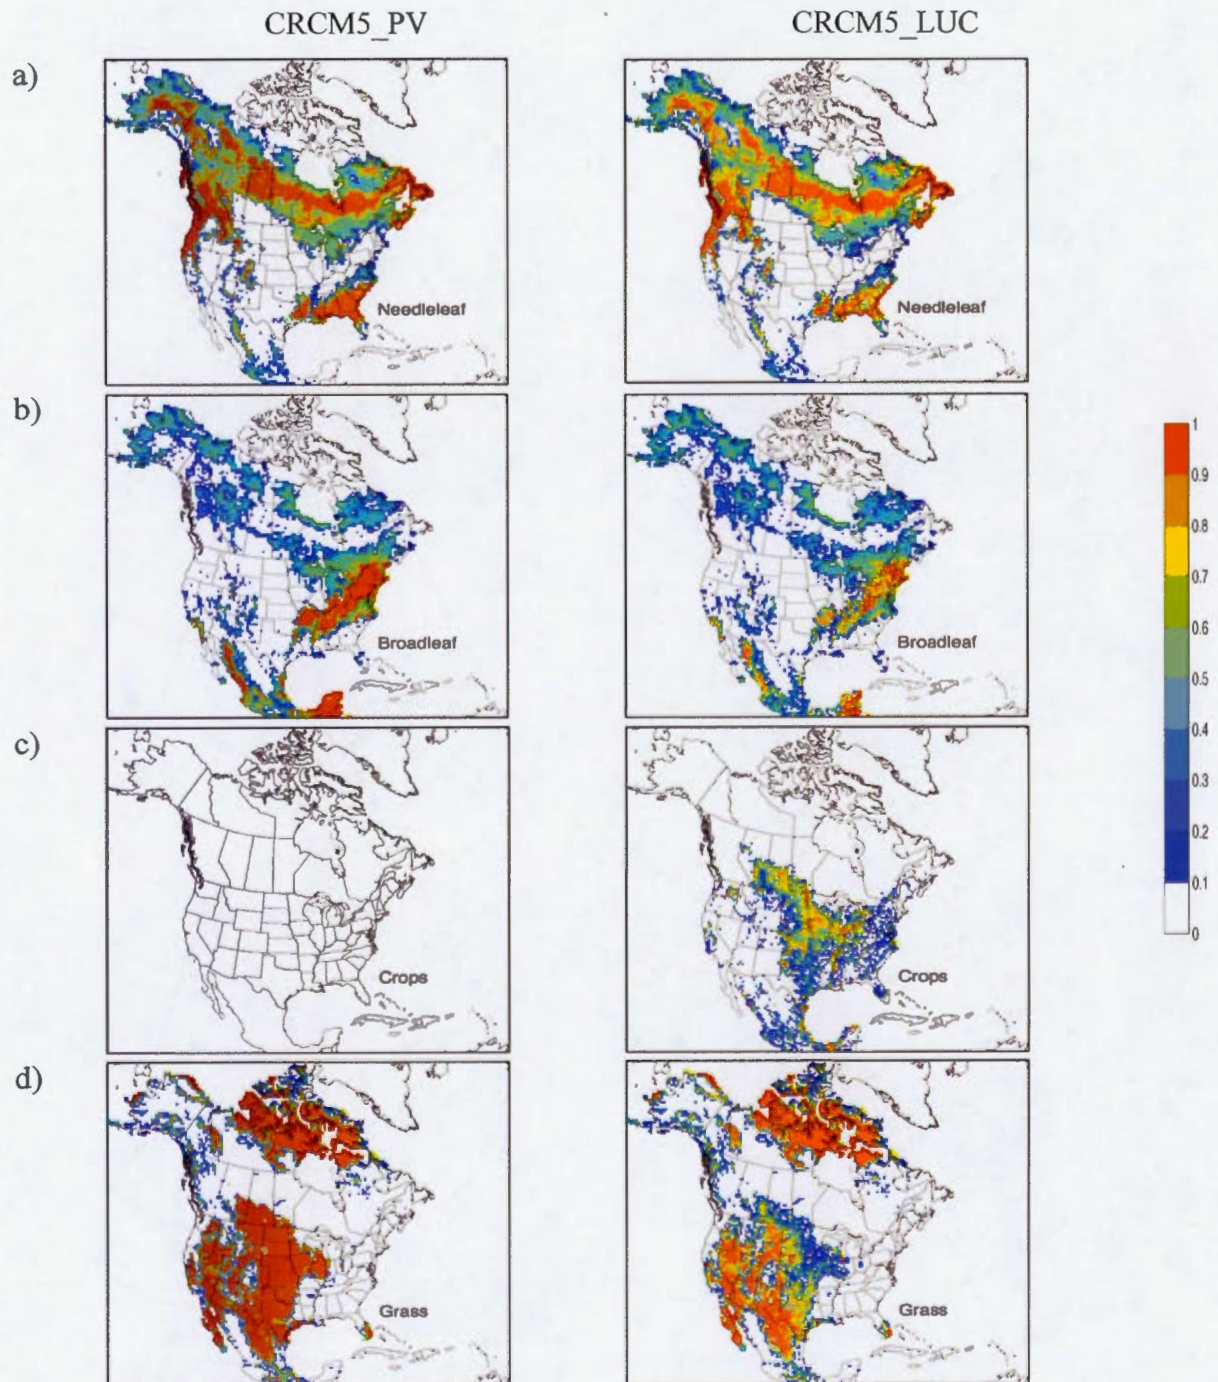 CRCM5_PV
CRCM5_LUC
a)
Needleleaf
Needleleaf
b)
Broadleaf
Broadleaf
c)
Crops
Crops
d)
Grass
Grass
1
0.9
0.8
0.7
0.6
0.5
0.4
0.3
0.2
0.1
0